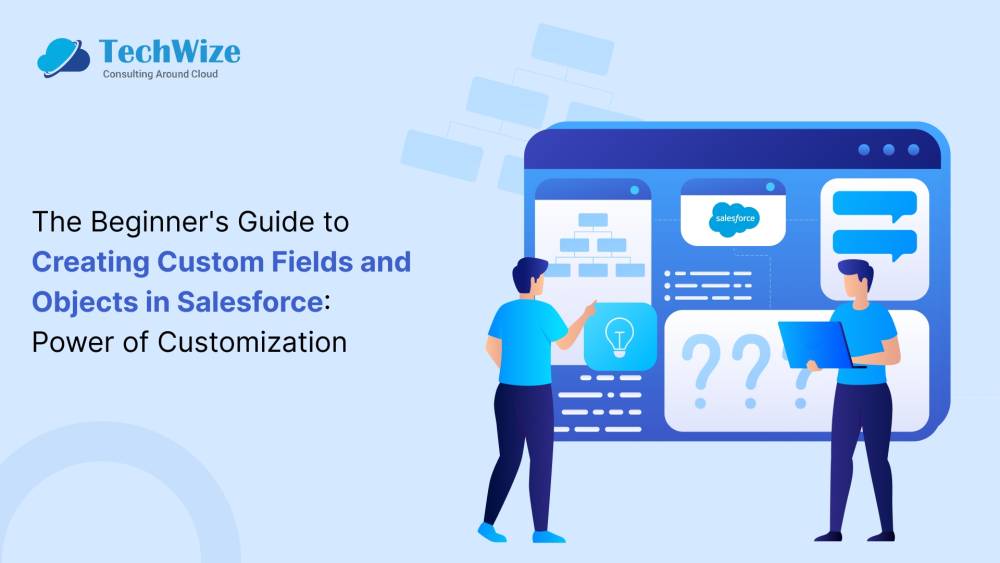 TechWize
Consulting Around Cloud
The Beginner's Guide to
Creating Custom Fields and
Objects in Salesforce:
Power of Customization
salesforce
? ? ?